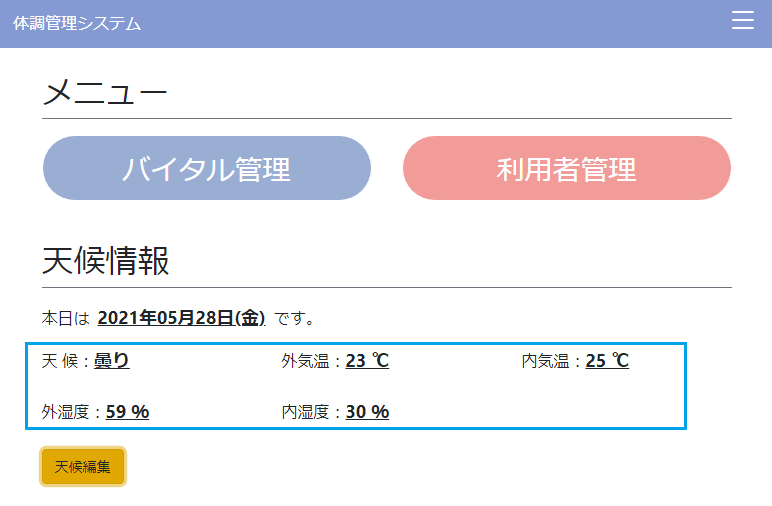 体調管理システム
メニュー
バイタル管理 利用者管理
天候情報
本日は 2021年05月28日(金) です。
天 候：曇り 外気温：23 ℃ 内気温：25 ℃
外湿度：59 % 内湿度：30 %
天候編集